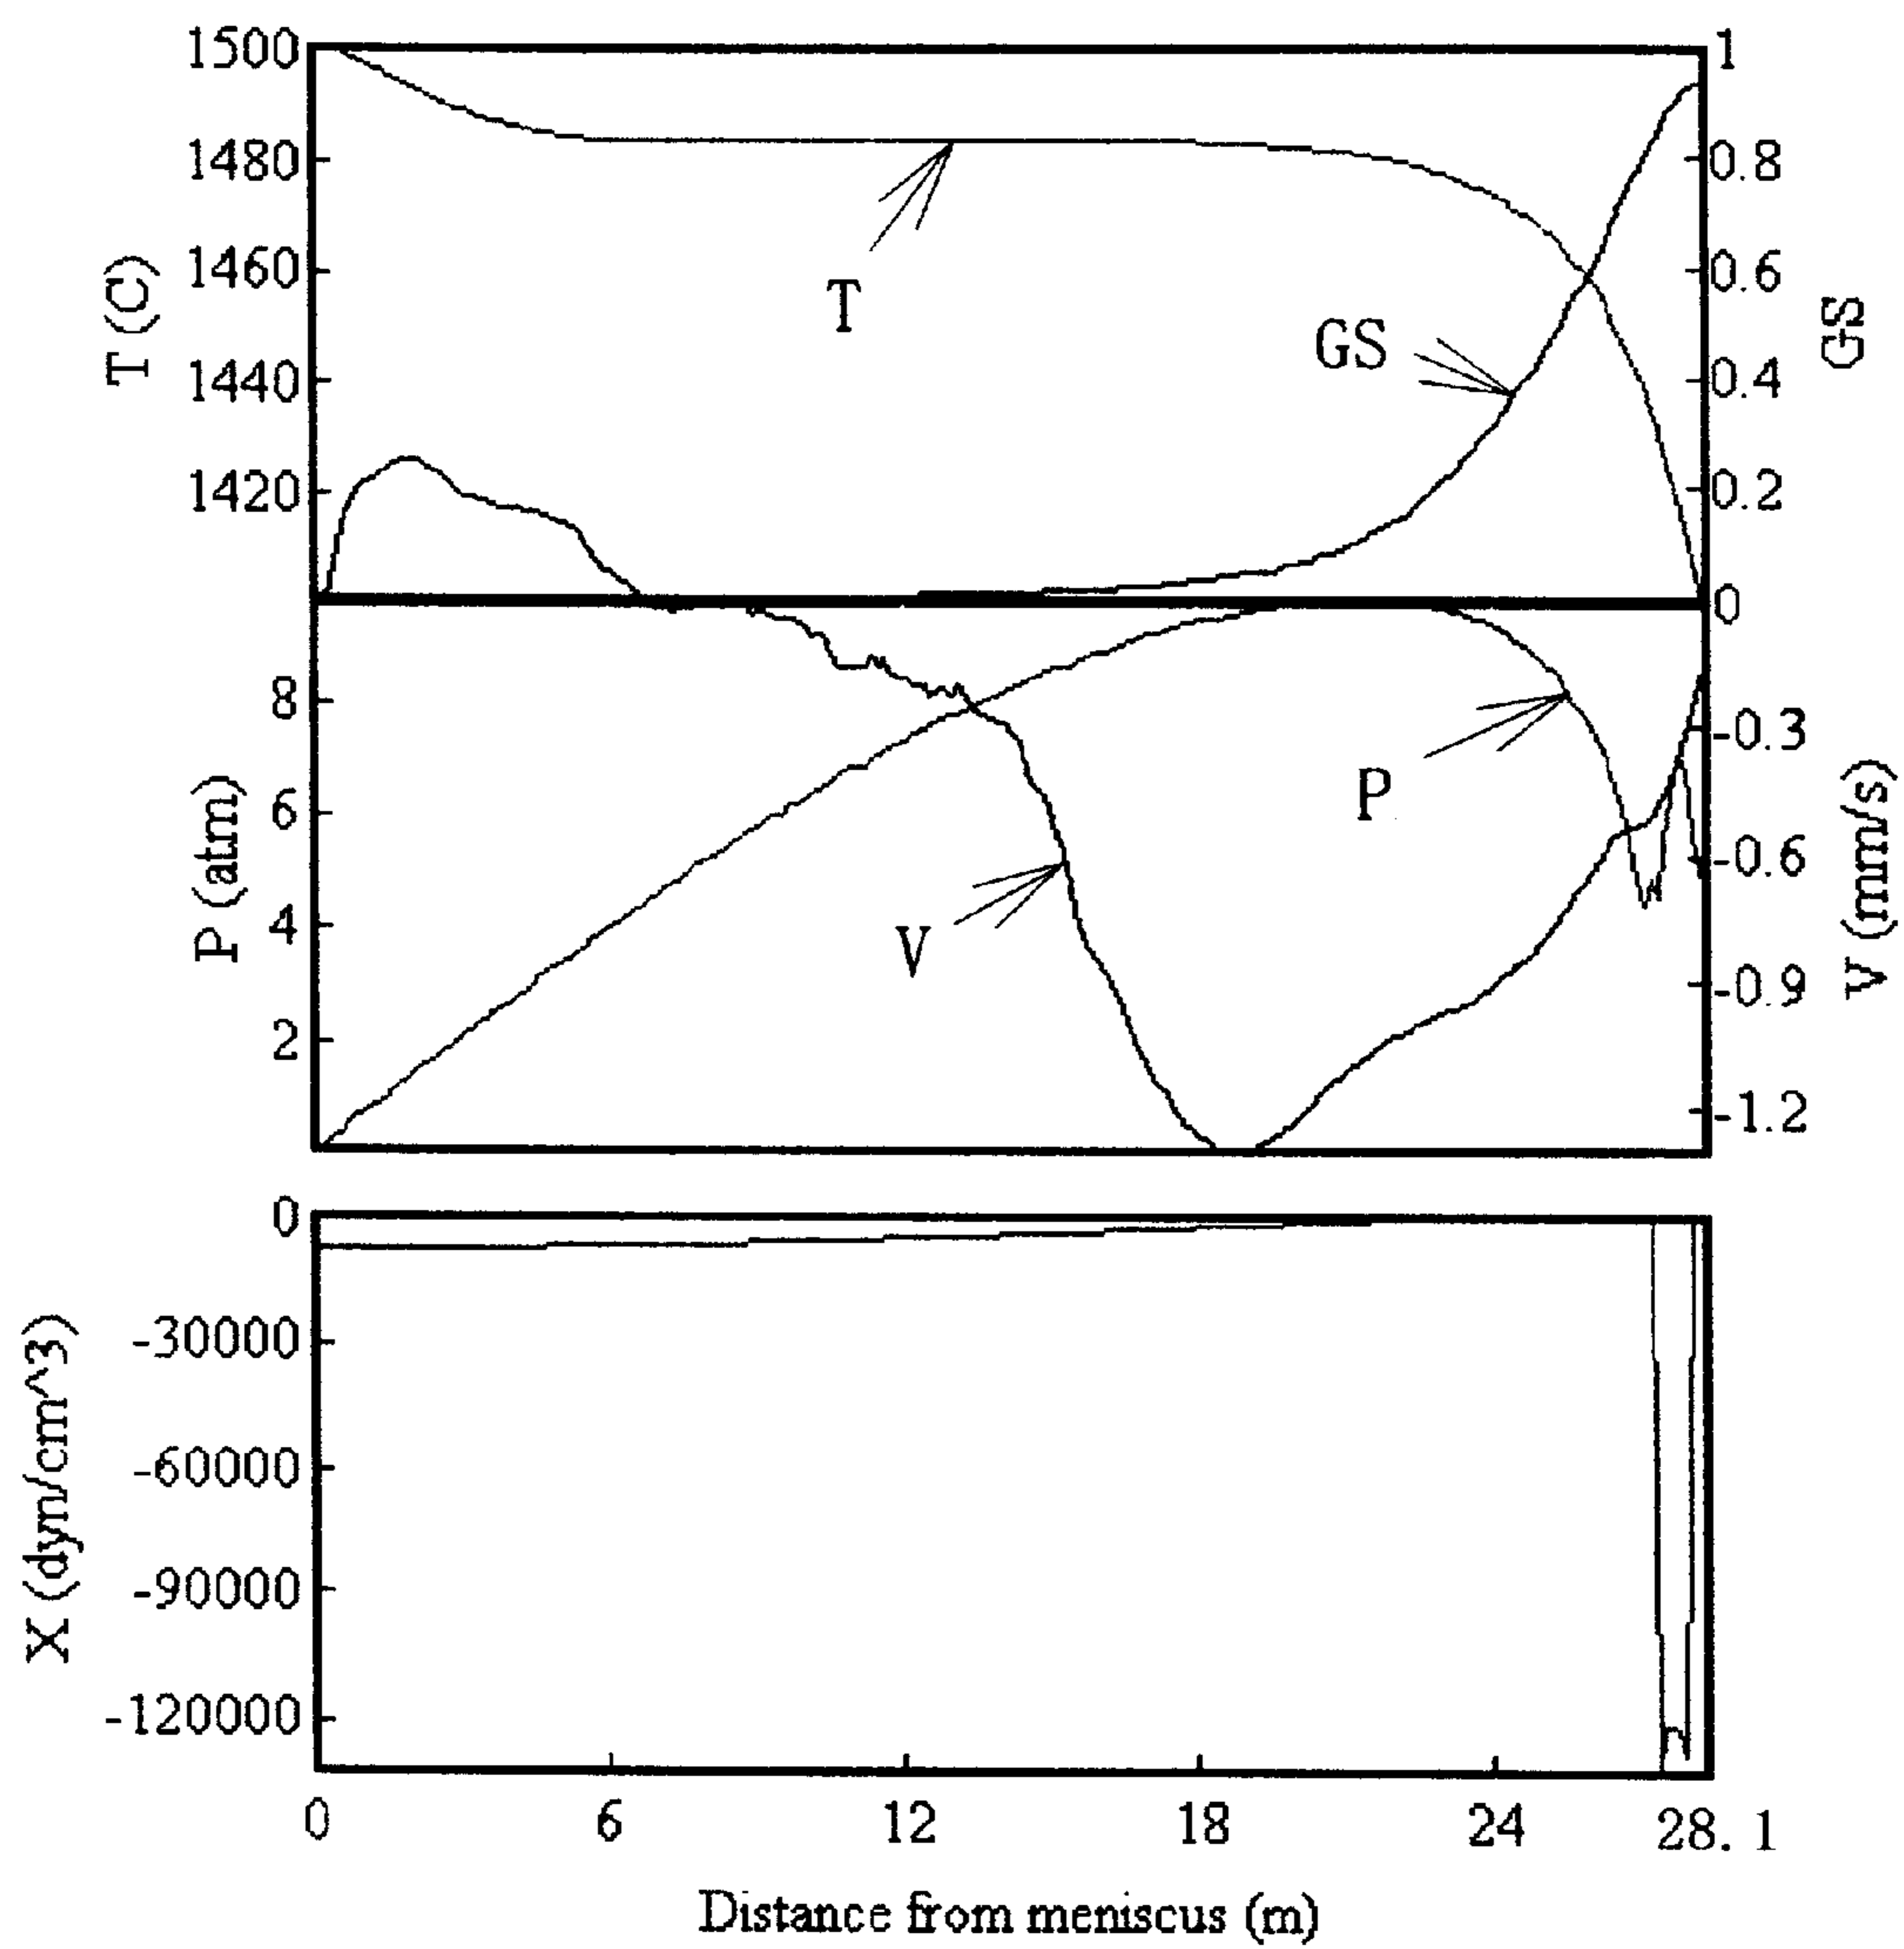 1500
1480
1460
1440
1420
T (C)
1
0.8
0.6
0.4
0.2
0
GS
T
GS
8
6
4
2
P (atm)
-0.3
-0.6
-0.9
-1.2
V (mm/s)
P
V
0
-30000
-60000
-90000
-120000
X (dyn/cm^3)
0 6 12 18 24 28.1
Distance from meniscus (m)